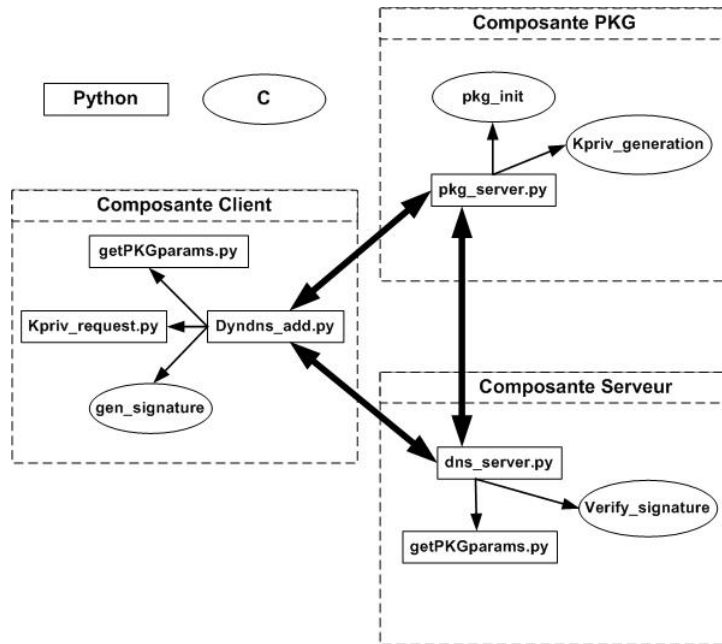 Composante PKG
Python
C
pkg_init
Kpriv_generation
pkg_server.py
Composante Client
getPKGparams.py
Kpriv_request.py
Dyndns_add.py
gen_signature
Composante Serveur
dns_server.py
Verify_signature
getPKGparams.py